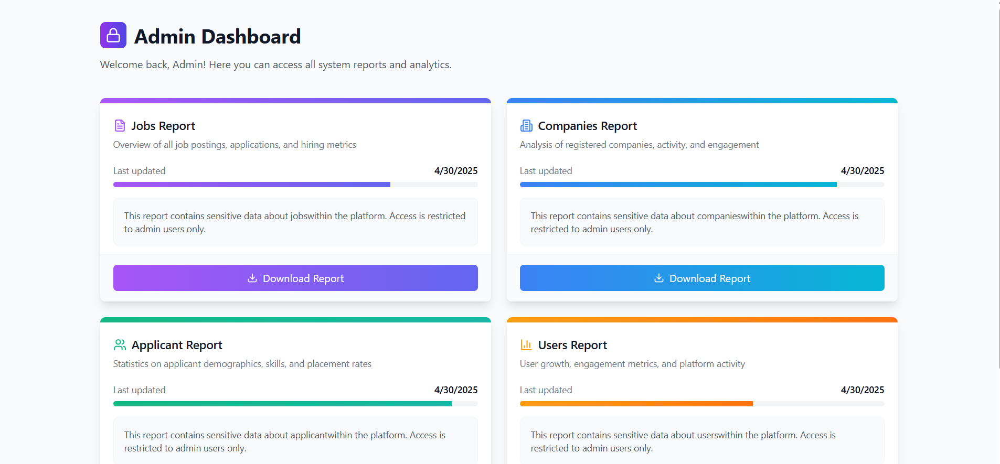 Admin Dashboard
Welcome back, Admin! Here you can access all system reports and analytics.
Jobs Report
Overview of all job postings, applications, and hiring metrics
Last updated 4/30/2025
This report contains sensitive data about jobswithin the platform. Access is restricted
to admin users only.
Download Report
Companies Report
Analysis of registered companies, activity, and engagement
Last updated 4/30/2025
This report contains sensitive data about companieswithin the platform. Access is
restricted to admin users only.
Download Report
Applicant Report
Statistics on applicant demographics, skills, and placement rates
Last updated 4/30/2025
This report contains sensitive data about applicantwithin the platform. Access is
restricted to admin users only.
Users Report
User growth, engagement metrics, and platform activity
Last updated 4/30/2025
This report contains sensitive data about userswithin the platform. Access is
restricted to admin users only.